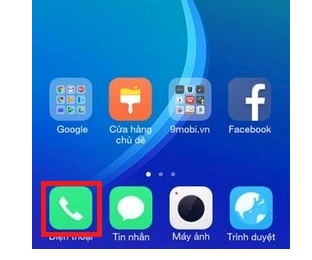 Google
Cửa hàng
chủ đề
9mobi.vn
Facebook
Điện thoại
Tin nhắn
Máy ảnh
Trình duyệt